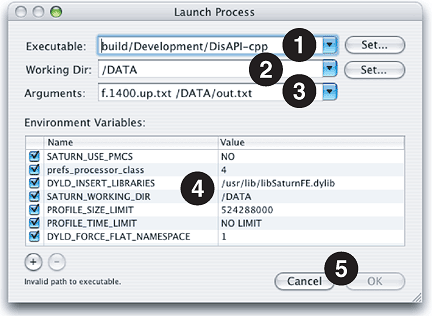 Launch Process
Executable: build/Development/DisAPI-cpp 1 Set...
Working Dir: /DATA 2 Set...
Arguments: f.1400.up.txt /DATA/out.txt 3
Environment Variables:
Name Value
SATURN_USE_PMCS NO
prefs_processor_class 4
DYLD_INSERT_LIBRARIES /usr/lib/libSaturnFE.dylib
4
SATURN_WORKING_DIR /DATA
PROFILE_SIZE_LIMIT 524288000
PROFILE_TIME_LIMIT NO LIMIT
DYLD_FORCE_FLAT_NAMESPACE 1
+ −
5
Invalid path to executable. Cancel OK